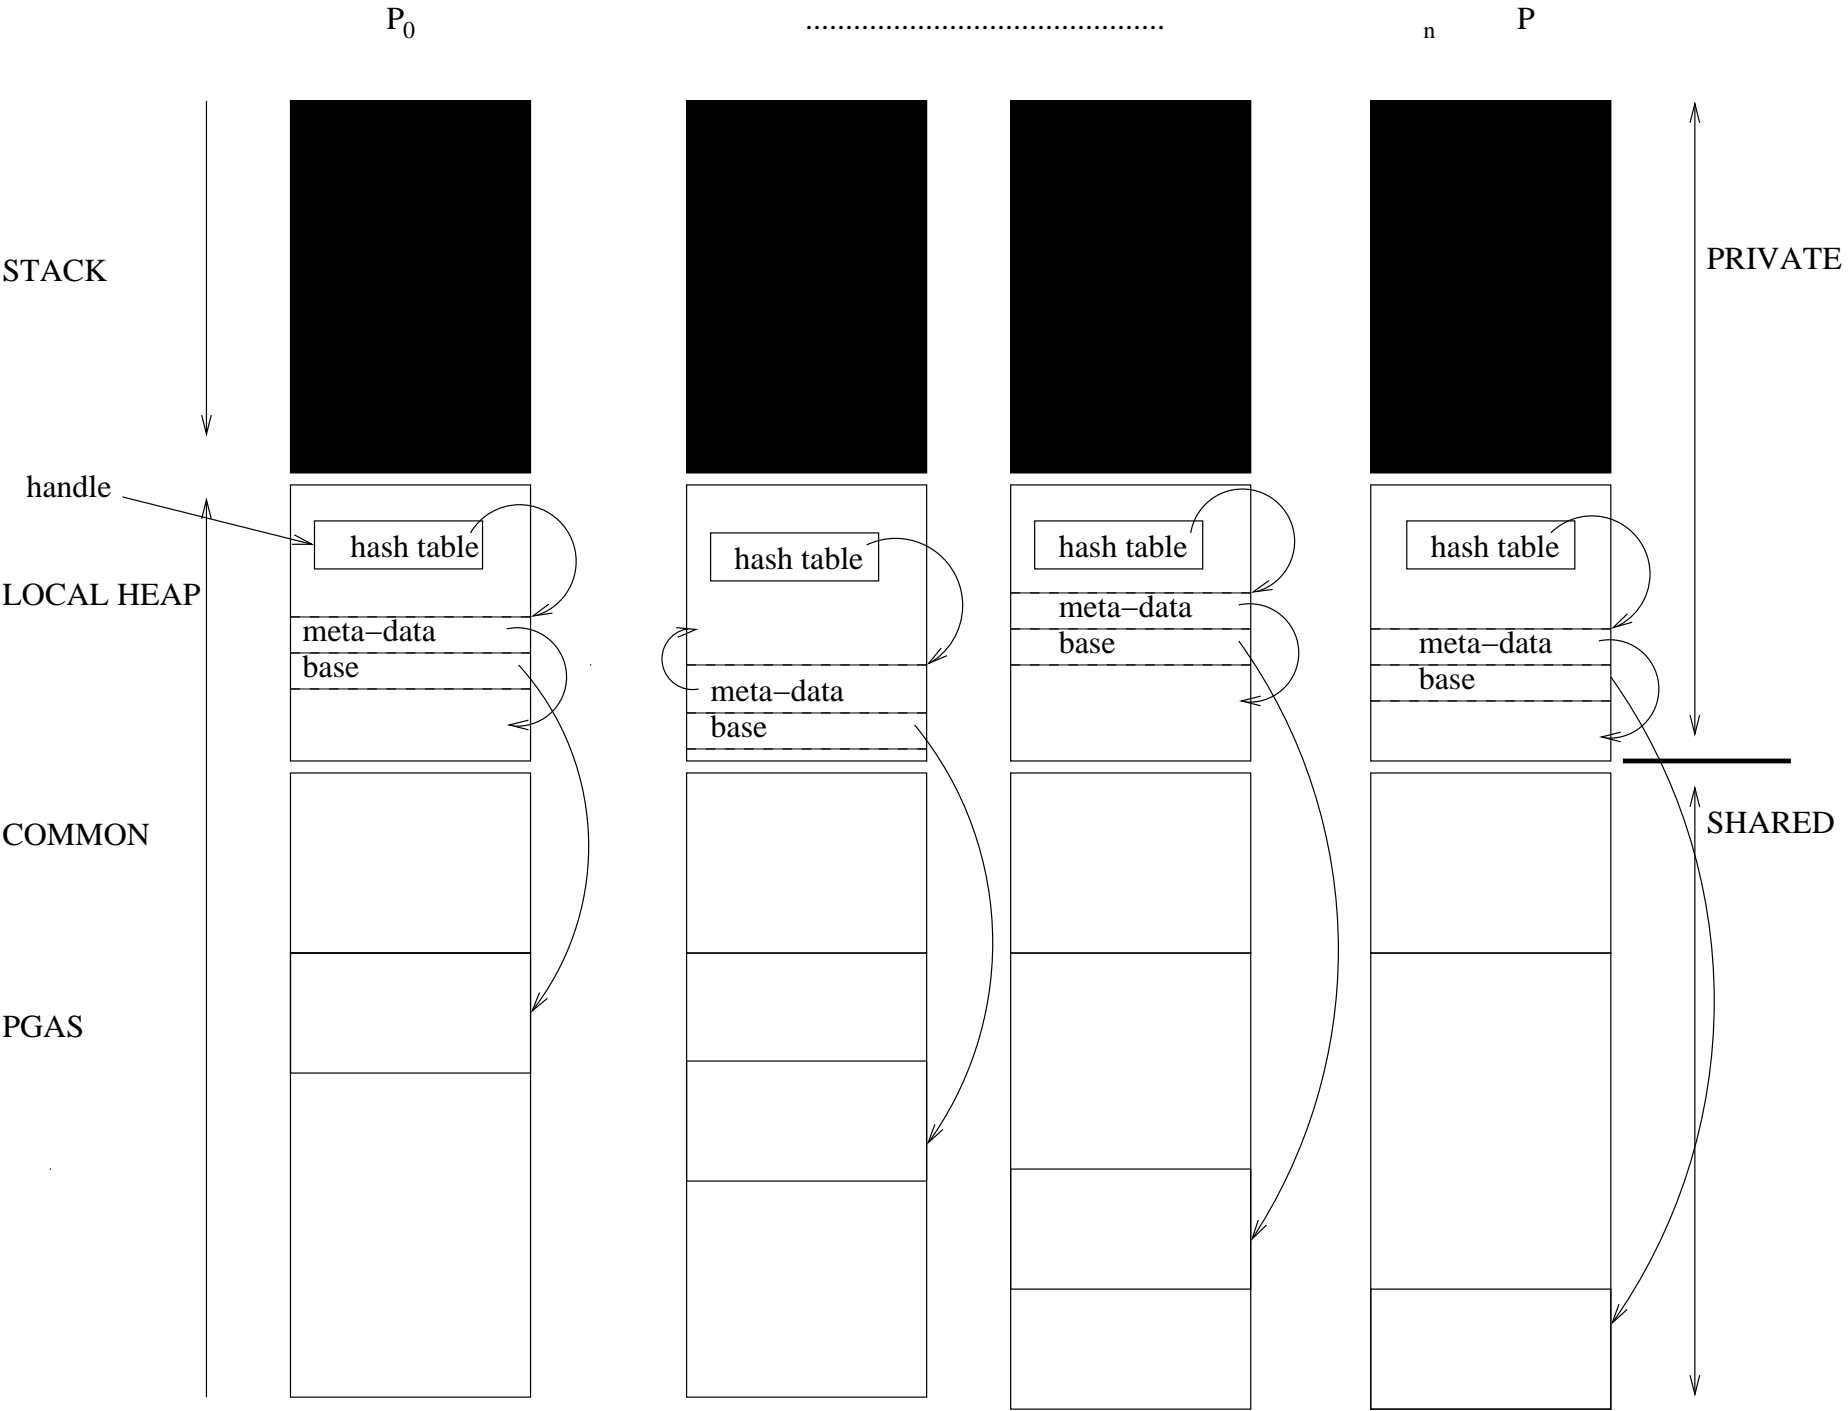 P0 ............................................. n P
STACK PRIVATE
handle
hash table hash table hash table hash table
LOCAL HEAP
meta−data meta−data meta−data meta−data
base base base base
COMMON SHARED
PGAS